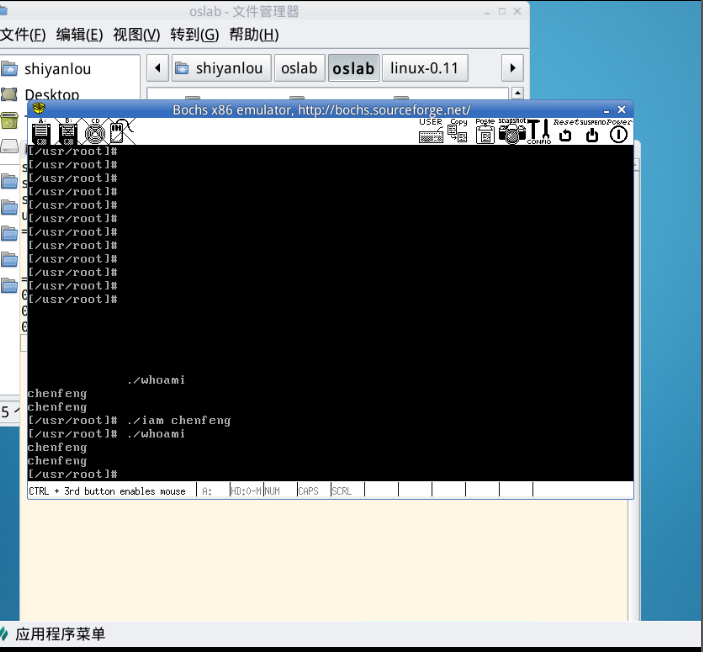 oslab - 文件管理器
文件(F) 编辑(E) 视图(V) 转到(G) 帮助(H)
shiyanlou
shiyanlou oslab oslab linux-0.11
Desktop
Bochs x86 emulator, http://bochs.sourceforge.net/
A: B: CD USER Copy Paste snapshot CONFIG Reset SUSPEND Power
[/usr/root]#
[/usr/root]#
[/usr/root]#
[/usr/root]#
[/usr/root]#
[/usr/root]#
[/usr/root]#
[/usr/root]#
[/usr/root]#
[/usr/root]#
[/usr/root]#
[/usr/root]#
./whoami
chenfeng
chenfeng
[/usr/root]# ./iam chenfeng
[/usr/root]# ./whoami
chenfeng
chenfeng
[/usr/root]#
CTRL + 3rd button enables mouse A: HD:0-M NUM CAPS SCRL
5 个
应用程序菜单